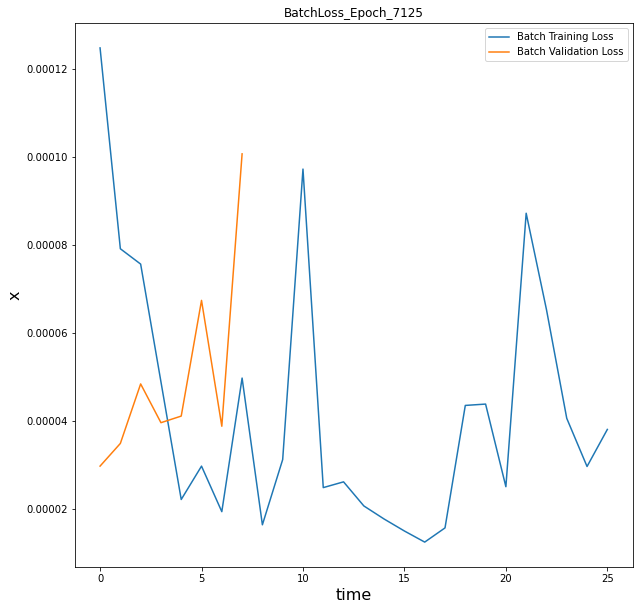 BatchLoss_Epoch_7125
Batch Training Loss
Batch Validation Loss
0.00012
0.00010
0.00008
0.00006
0.00004
0.00002
x
0 5 10 15 20 25
time